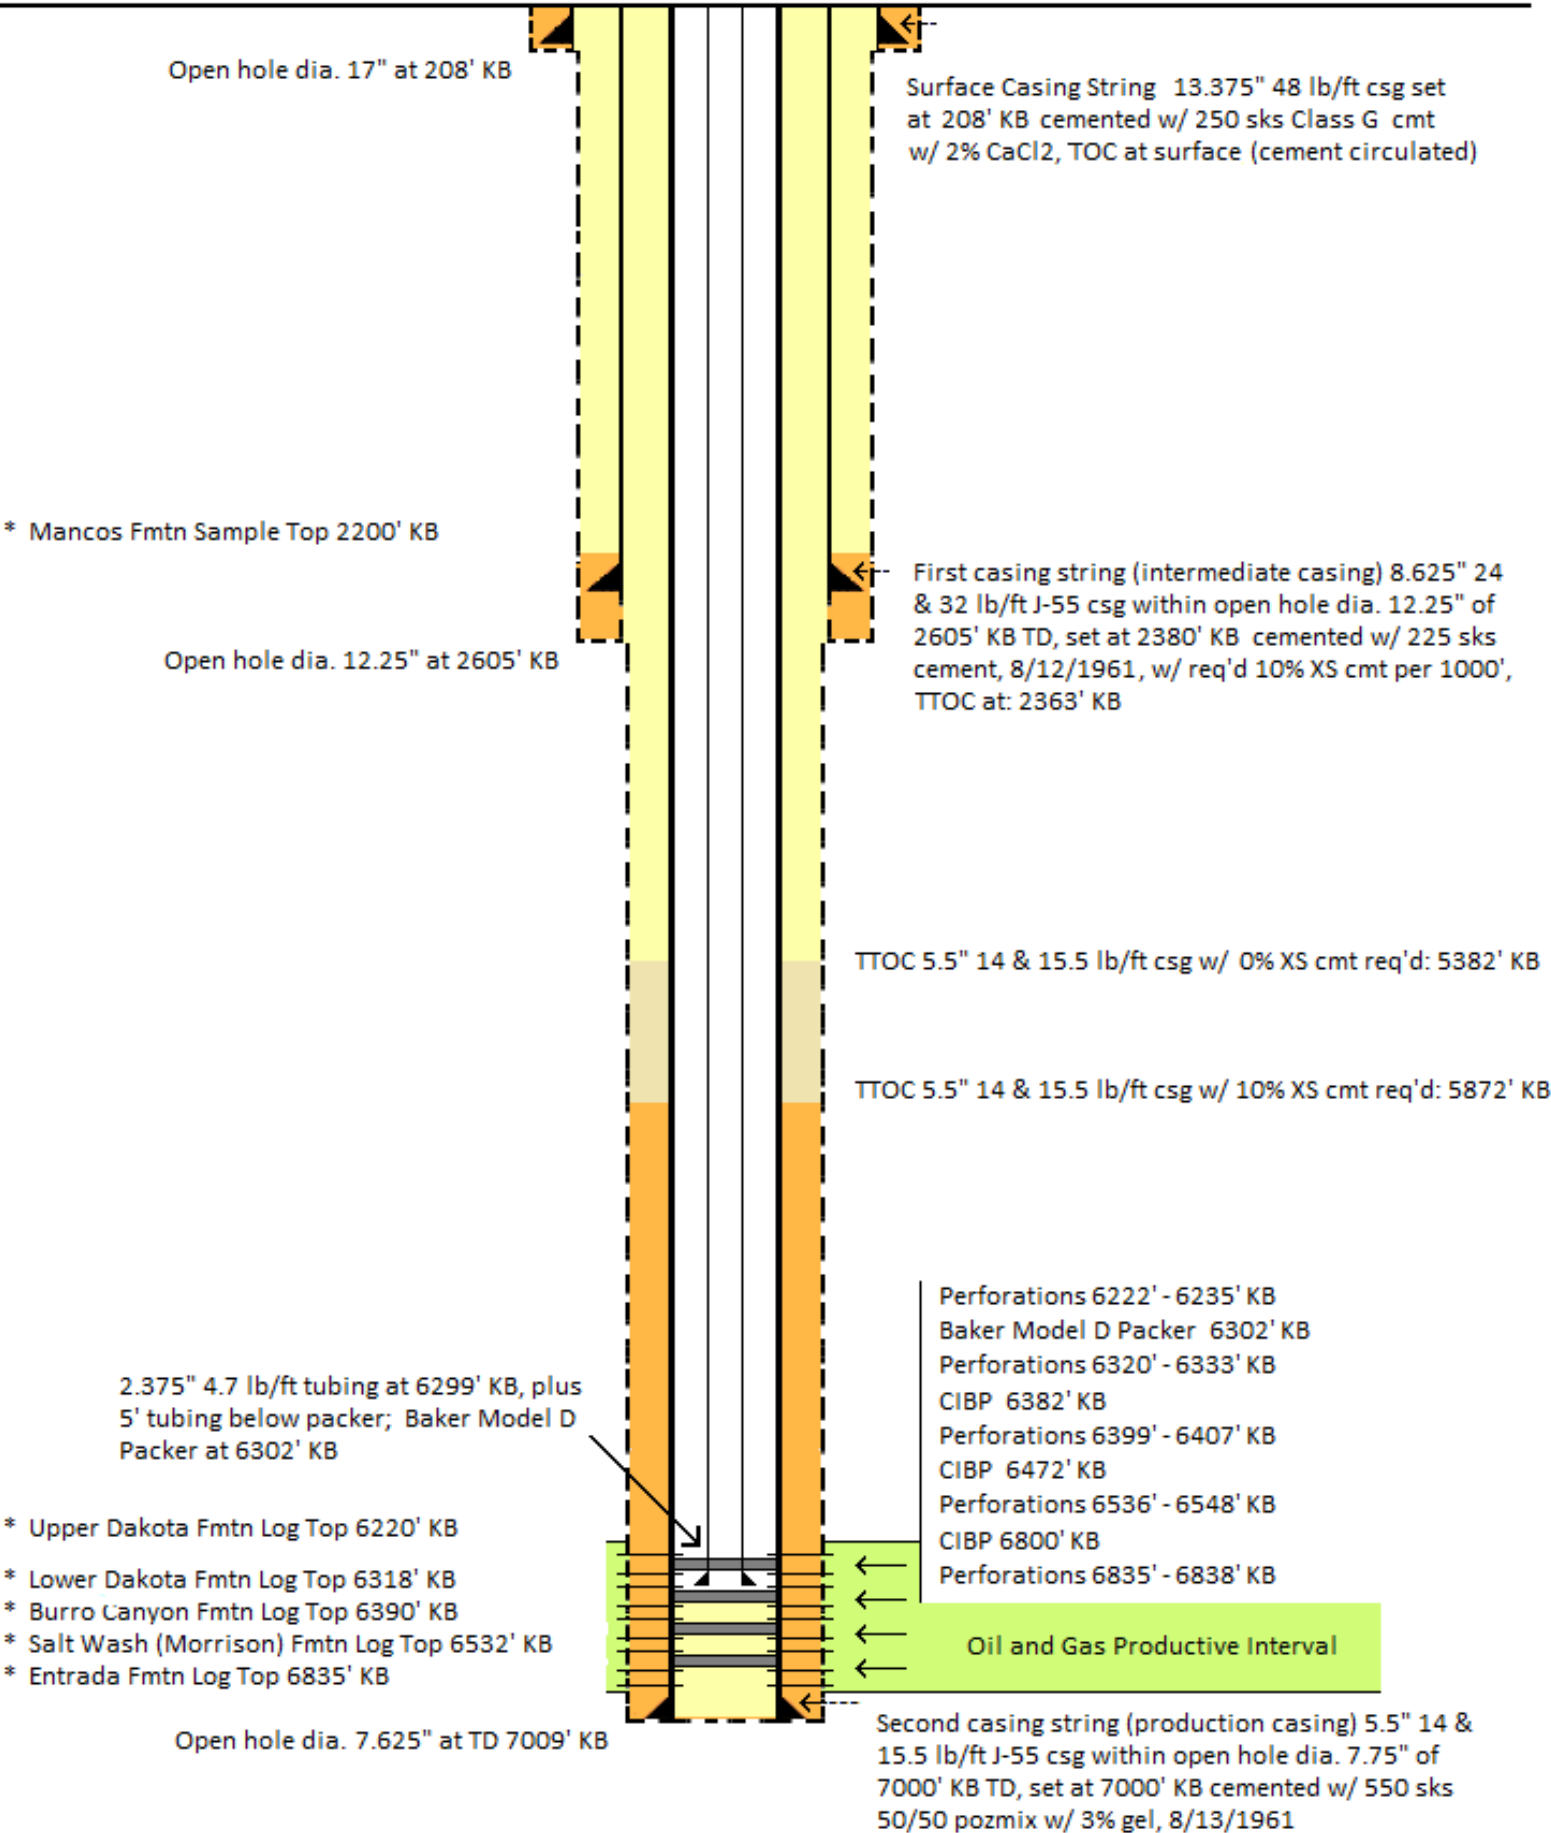 Open hole dia. 17" at 208' KB
Surface Casing String 13.375" 48 lb/ft csg set
at 208' KB cemented w/ 250 sks Class G cmt
w/ 2% CaCl2, TOC at surface (cement circulated)
* Mancos Fmtn Sample Top 2200' KB
First casing string (intermediate casing) 8.625" 24
& 32 lb/ft J-55 csg within open hole dia. 12.25" of
2605' KB TD, set at 2380' KB cemented w/ 225 sks
cement, 8/12/1961, w/ req'd 10% XS cmt per 1000',
TTOC at: 2363' KB
Open hole dia. 12.25" at 2605' KB
TTOC 5.5" 14 & 15.5 lb/ft csg w/ 0% XS cmt req'd: 5382' KB
TTOC 5.5" 14 & 15.5 lb/ft csg w/ 10% XS cmt req'd: 5872' KB
Perforations 6222' - 6235' KB
Baker Model D Packer 6302' KB
Perforations 6320' - 6333' KB
CIBP 6382' KB
Perforations 6399' - 6407' KB
CIBP 6472' KB
Perforations 6536' - 6548' KB
CIBP 6800' KB
Perforations 6835' - 6838' KB
2.375" 4.7 lb/ft tubing at 6299' KB, plus
5' tubing below packer; Baker Model D
Packer at 6302' KB
* Upper Dakota Fmtn Log Top 6220' KB
* Lower Dakota Fmtn Log Top 6318' KB
* Burro Canyon Fmtn Log Top 6390' KB
* Salt Wash (Morrison) Fmtn Log Top 6532' KB
* Entrada Fmtn Log Top 6835' KB
Oil and Gas Productive Interval
Open hole dia. 7.625" at TD 7009' KB
Second casing string (production casing) 5.5" 14 &
15.5 lb/ft J-55 csg within open hole dia. 7.75" of
7000' KB TD, set at 7000' KB cemented w/ 550 sks
50/50 pozmix w/ 3% gel, 8/13/1961